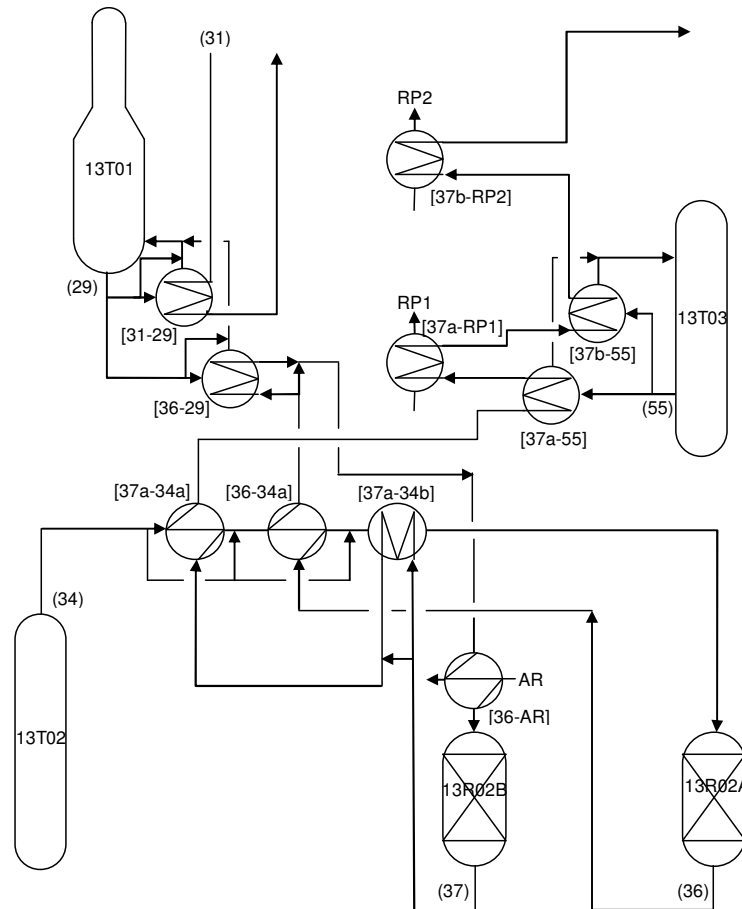 (31)
RP2
13T01
[37b-RP2]
(29)
RP1
[37a-RP1]
13T03
[31-29]
[37b-55]
[36-29]
(55)
[37a-55]
[37a-34a]
[36-34a]
[37a-34b]
(34)
AR
[36-AR]
13T02
13R02B
13R02A
(37)
(36)